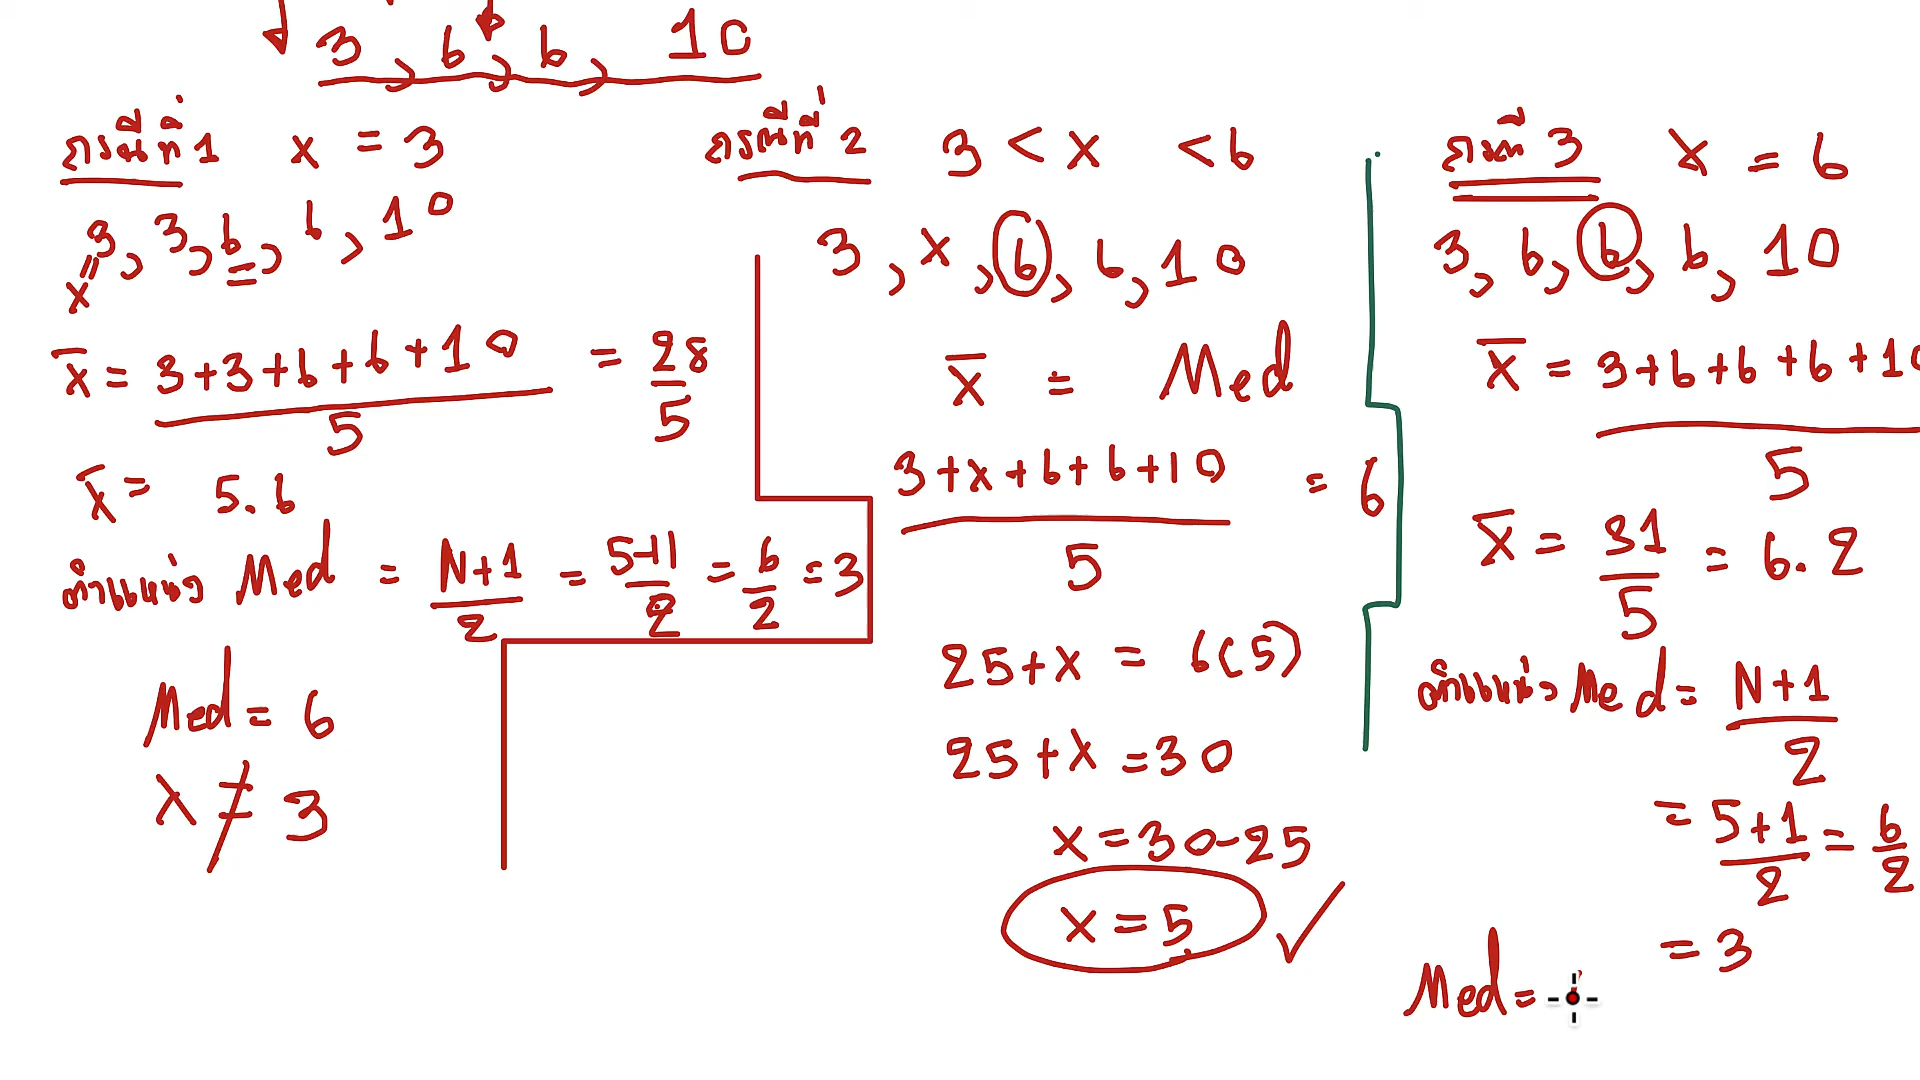 3 , 6 , 6 , 10
กรณีที่ 1 x = 3
3, 3, 6, 6, 10
x
x̄ = 3+3+6+6+10 / 5 = 28 / 5
x̄ = 5.6
ตำแหน่ง Med = N+1 / 2 = 5+1 / 2 = 6 / 2 = 3
Med = 6
x ≠ 3
กรณีที่ 2 3 < x < 6
3 , x , 6 , 6 , 10
x̄ = Med
3+x+6+6+10 / 5 = 6
25+x = 6(5)
25+x = 30
x = 30-25
x = 5 ✓
กรณีที่ 3 x = 6
3, 6, 6, 6, 10
x̄ = 3+6+6+6+10 / 5
x̄ = 31 / 5 = 6.2
ตำแหน่ง Med = N+1 / 2
= 5+1 / 2 = 6 / 2
= 3
Med =